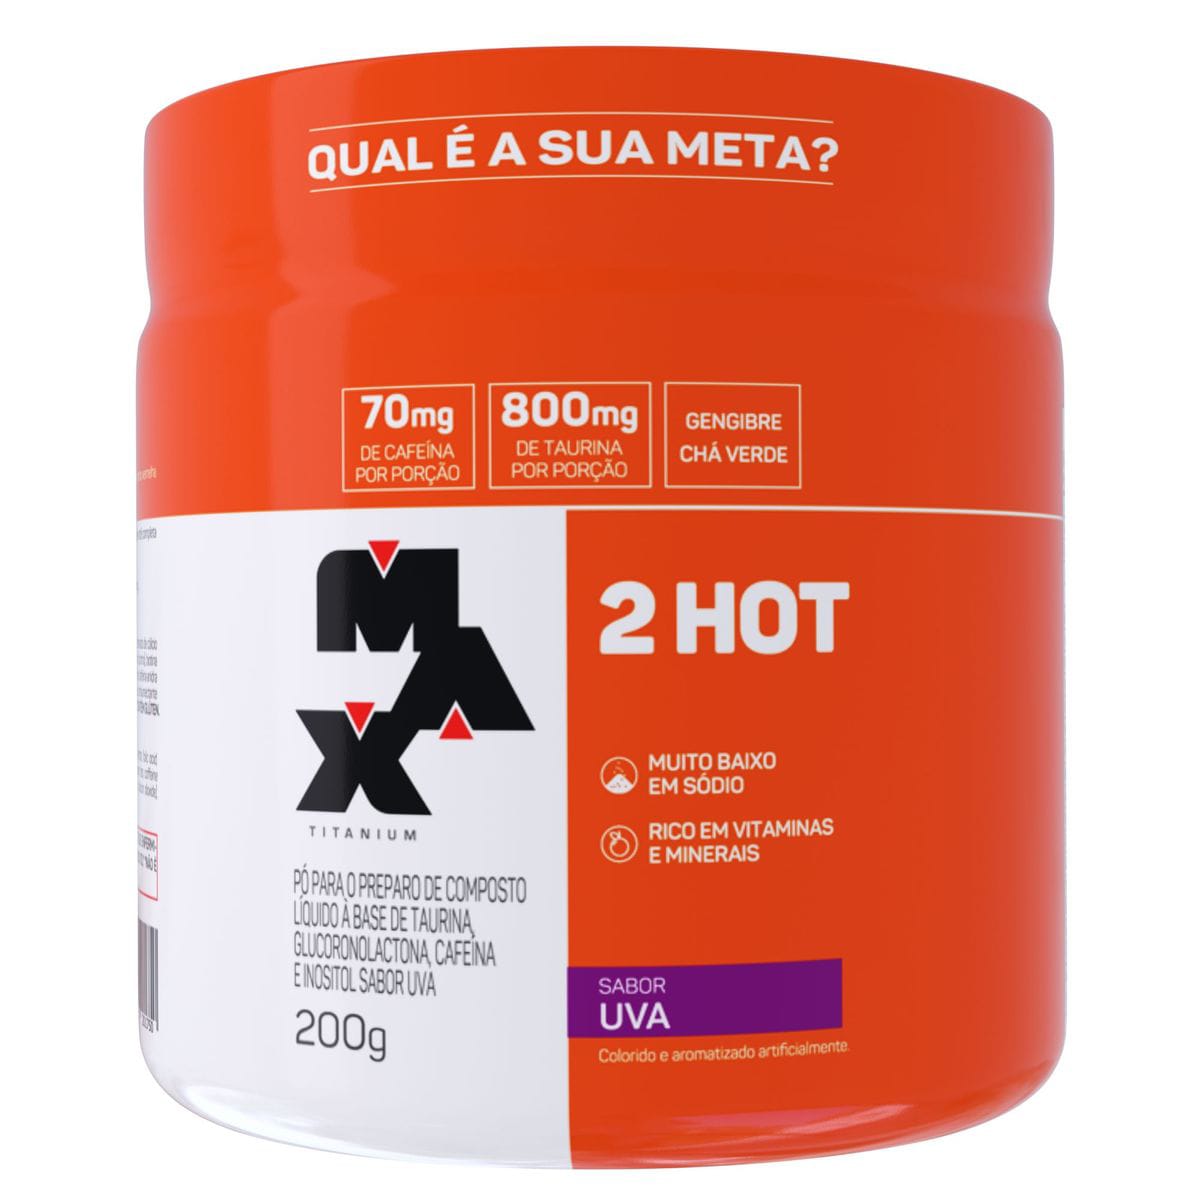 QUAL É A SUA META?
70mg
DE CAFEÍNA
POR PORÇÃO
800mg
DE TAURINA
POR PORÇÃO
GENGIBRE
CHÁ VERDE
MAX
TITANIUM
PÓ PARA O PREPARO DE COMPOSTO
LÍQUIDO À BASE DE TAURINA,
GLUCORONOLACTONA, CAFEÍNA
E INOSITOL SABOR UVA
200g
2 HOT
MUITO BAIXO
EM SÓDIO
RICO EM VITAMINAS
E MINERAIS
SABOR
UVA
Colorido e aromatizado artificialmente.